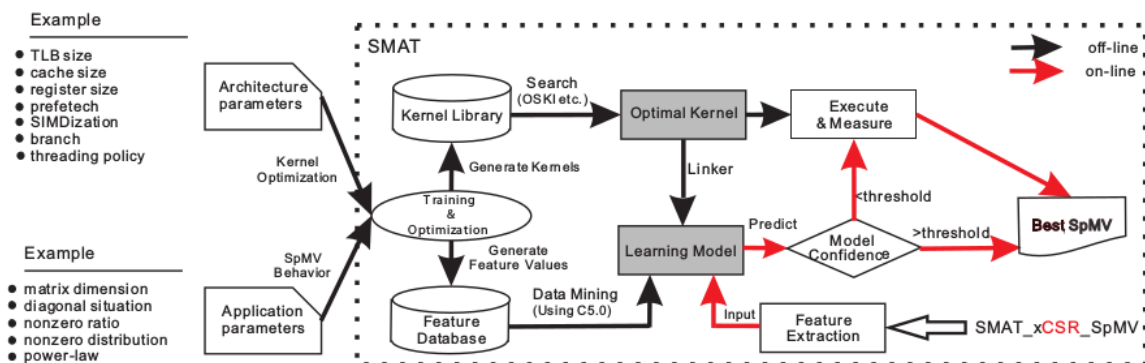 Example
TLB size
cache size
register size
prefetech
SIMDization
branch
threading policy
Architecture
parameters
Kernel
Optimization
Example
matrix dimension
diagonal situation
nonzero ratio
nonzero distribution
power-law
Application
parameters
SpMV
Behavior
SMAT
off-line
on-line
Kernel Library
Search
(OSKI etc.)
Optimal Kernel
Execute
& Measure
Generate Kernels
Linker
Training
&
Optimization
<threshold
Generate
Feature Values
Learning Model
Predict
Model
Confidence
>threshold
Best SpMV
Feature
Database
Data Mining
(Using C5.0)
Input
Feature
Extraction
SMAT_xCSR_SpMV